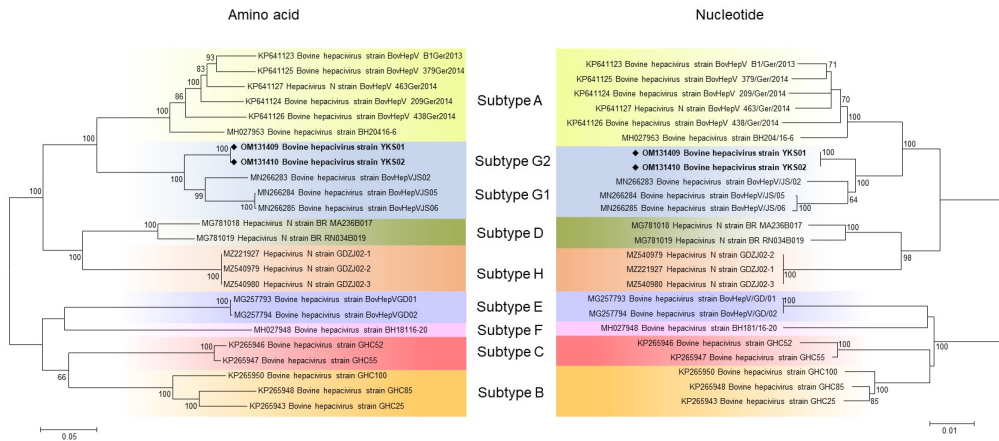 Amino acid
93
KP641123 Bovine hepacivirus strain BovHepV B1Ger2013
83
KP641125 Bovine hepacivirus strain BovHepV 379Ger2014
KP641127 Hepacivirus N strain BovHepV 463Ger2014
86
KP641124 Bovine hepacivirus strain BovHepV 209Ger2014
KP641126 Bovine hepacivirus strain BovHepV 438Ger2014
100
MH027953 Bovine hepacivirus strain BH20416-6
100
OM131409 Bovine hepacivirus strain YKS01
OM131410 Bovine hepacivirus strain YKS02
100
MN266283 Bovine hepacivirus strain BovHepVJS02
99
MN266284 Bovine hepacivirus strain BovHepVJS05
100
MN266285 Bovine hepacivirus strain BovHepVJS06
100
MG781018 Hepacivirus N strain BR MA236B017
100
MG781019 Hepacivirus N strain BR RN034B019
100
MZ221927 Hepacivirus N strain GDZJ02-1
MZ540979 Hepacivirus N strain GDZJ02-2
100
MZ540980 Hepacivirus N strain GDZJ02-3
MG257793 Bovine hepacivirus strain BovHepVGD01
100
MG257794 Bovine hepacivirus strain BovHepVGD02
MH027948 Bovine hepacivirus strain BH18116-20
KP265946 Bovine hepacivirus strain GHC52
100
KP265947 Bovine hepacivirus strain GHC55
66
KP265950 Bovine hepacivirus strain GHC100
100
KP265948 Bovine hepacivirus strain GHC85
100
KP265943 Bovine hepacivirus strain GHC25
0.05
Subtype A
Subtype G2
Subtype G1
Subtype D
Subtype H
Subtype E
Subtype F
Subtype C
Subtype B
Nucleotide
KP641123 Bovine hepacivirus strain BovHepV B1/Ger/2013
71
KP641125 Bovine hepacivirus strain BovHepV 379/Ger/2014
KP641124 Bovine hepacivirus strain BovHepV 209/Ger/2014
70
KP641127 Hepacivirus N strain BovHepV 463/Ger/2014
KP641126 Bovine hepacivirus strain BovHepV 438/Ger/2014
100
MH027953 Bovine hepacivirus strain BH204/16-6
OM131409 Bovine hepacivirus strain YKS01
100
OM131410 Bovine hepacivirus strain YKS02
MN266283 Bovine hepacivirus strain BovHepV/JS/02
64
MN266284 Bovine hepacivirus strain BovHepV/JS/05
100
MN266285 Bovine hepacivirus strain BovHepV/JS/06
MG781018 Hepacivirus N strain BR MA236B017
100
MG781019 Hepacivirus N strain BR RN034B019
98
MZ540979 Hepacivirus N strain GDZJ02-2
MZ221927 Hepacivirus N strain GDZJ02-1
100
MZ540980 Hepacivirus N strain GDZJ02-3
MG257793 Bovine hepacivirus strain BovHepV/GD/01
100
MG257794 Bovine hepacivirus strain BovHepV/GD/02
MH027948 Bovine hepacivirus strain BH181/16-20
100
KP265946 Bovine hepacivirus strain GHC52
100
KP265947 Bovine hepacivirus strain GHC55
KP265950 Bovine hepacivirus strain GHC100
100
KP265948 Bovine hepacivirus strain GHC85
85
KP265943 Bovine hepacivirus strain GHC25
0.01